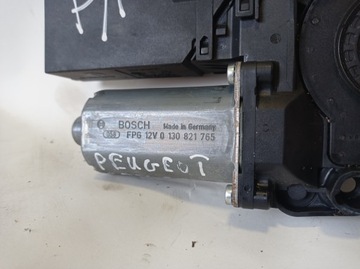 BOSCH Made in Germany
FPG 12V 0 130 821 765
PEUGEOT